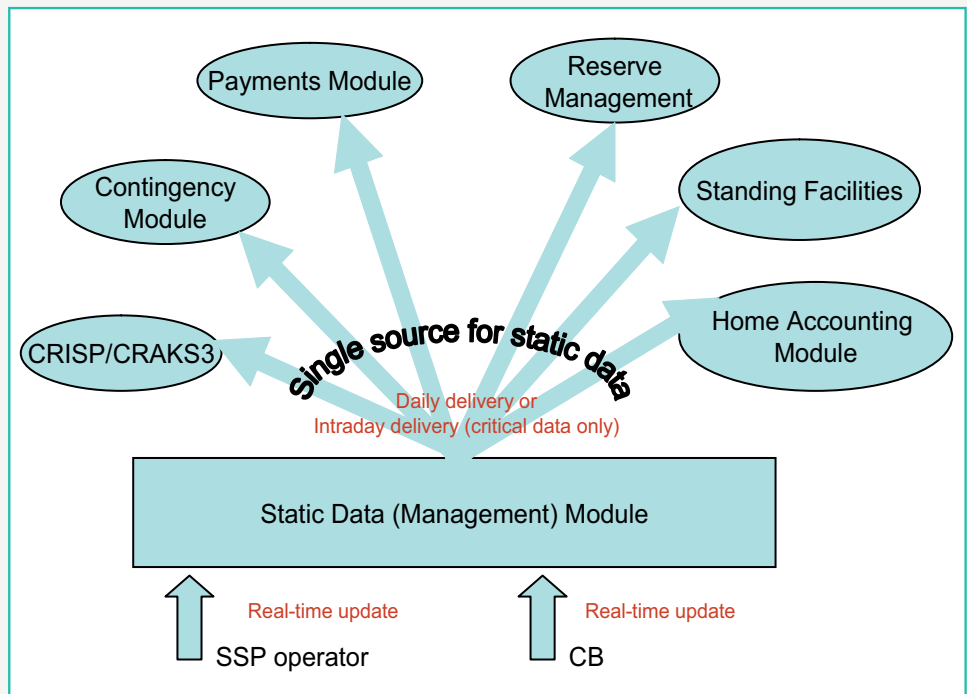 Payments Module
Reserve
Management
Contingency
Module
Standing Facilities
CRISP/CRAKS3
Home Accounting
Module
Single source for static data
Daily delivery or
Intraday delivery (critical data only)
Static Data (Management) Module
Real-time update
Real-time update
SSP operator
CB